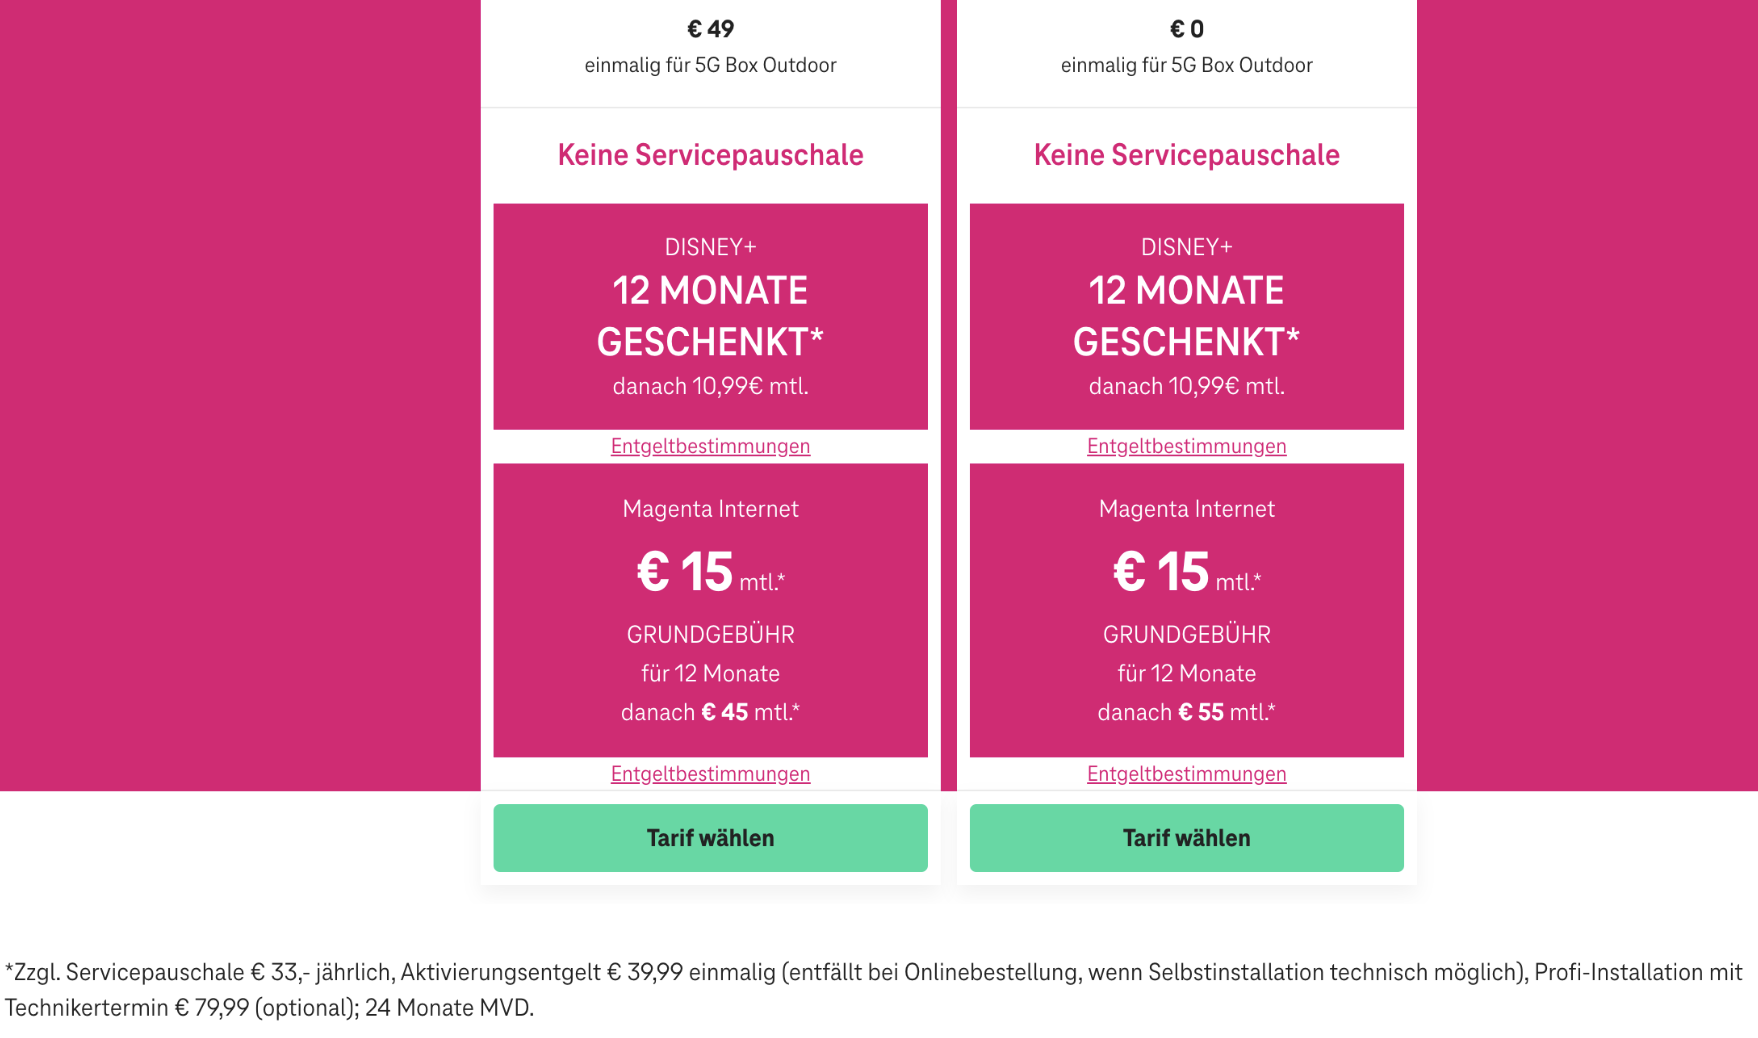 € 49
einmalig für 5G Box Outdoor
Keine Servicepauschale
DISNEY+
12 MONATE
GESCHENKT*
danach 10,99€ mtl.
Entgeltbestimmungen
Magenta Internet
€ 15 mtl.*
GRUNDGEBÜHR
für 12 Monate
danach € 45 mtl.*
Entgeltbestimmungen
Tarif wählen
€ 0
einmalig für 5G Box Outdoor
Keine Servicepauschale
DISNEY+
12 MONATE
GESCHENKT*
danach 10,99€ mtl.
Entgeltbestimmungen
Magenta Internet
€ 15 mtl.*
GRUNDGEBÜHR
für 12 Monate
danach € 55 mtl.*
Entgeltbestimmungen
Tarif wählen
*Zzgl. Servicepauschale € 33,- jährlich, Aktivierungsentgelt € 39,99 einmalig (entfällt bei Onlinebestellung, wenn Selbstinstallation technisch möglich), Profi-Installation mit
Technikertermin € 79,99 (optional); 24 Monate MVD.